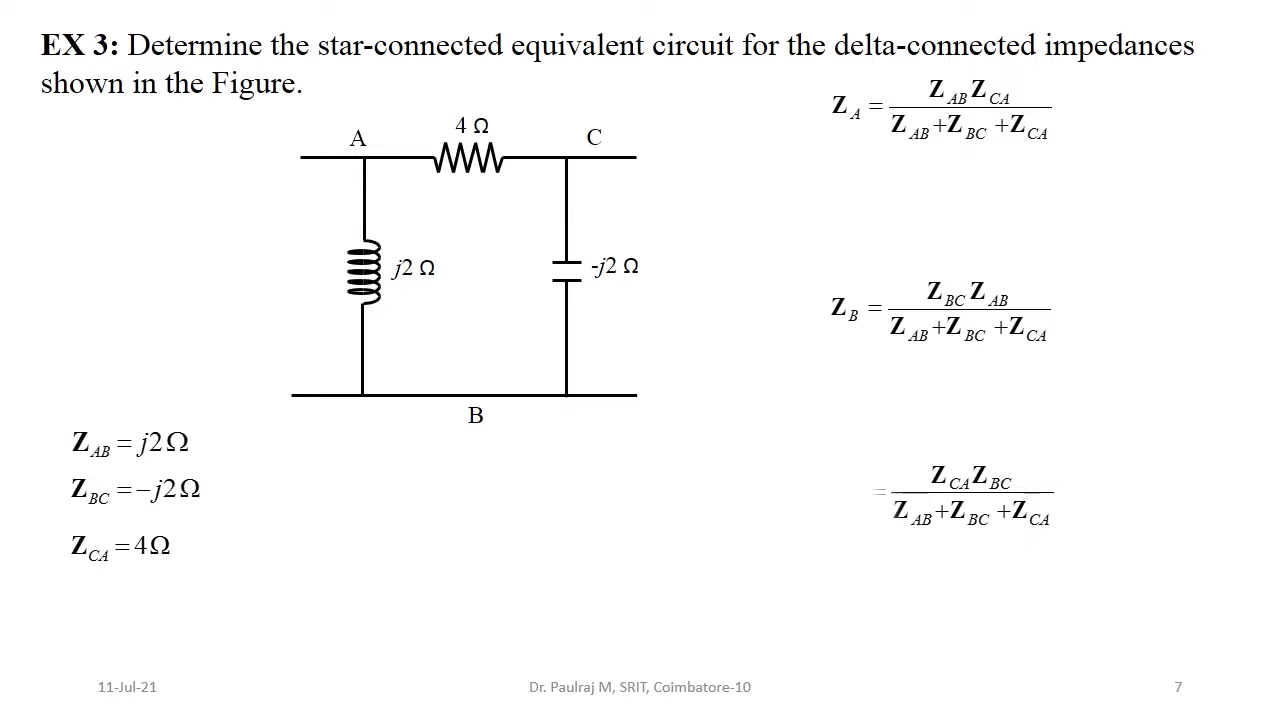 EX 3: Determine the star-connected equivalent circuit for the delta-connected impedances
shown in the Figure.
A
4 Ω
C
j2 Ω
-j2 Ω
B
Z_AB = j2Ω
Z_BC = −j2Ω
Z_CA = 4Ω
Z_A = Z_AB Z_CA / Z_AB+Z_BC+Z_CA
Z_B = Z_BC Z_AB / Z_AB+Z_BC+Z_CA
= Z_CA Z_BC / Z_AB+Z_BC+Z_CA
11-Jul-21
Dr. Paulraj M, SRIT, Coimbatore-10
7